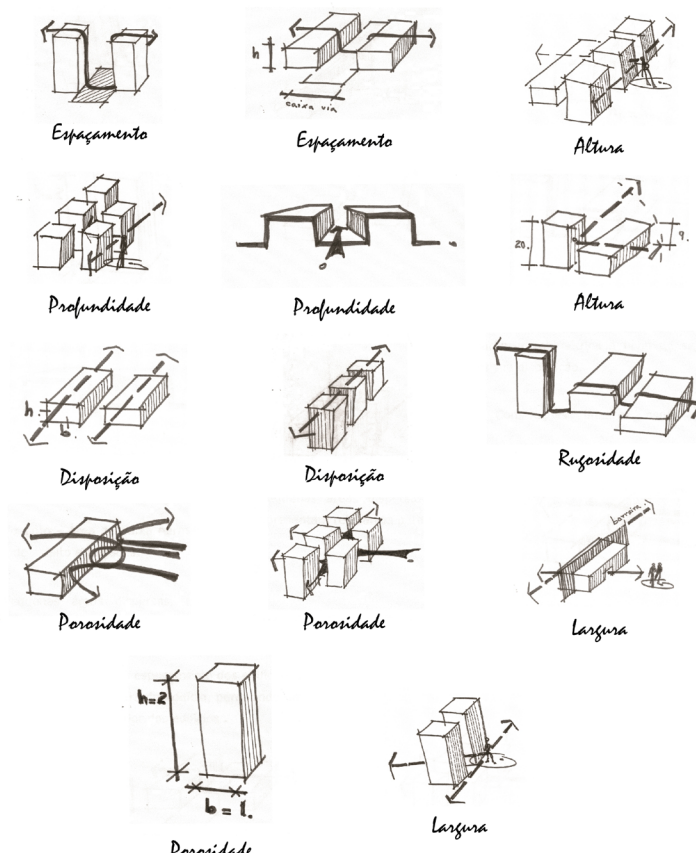 Espaçamento
h
caixa via
Espaçamento
Altura
Profundidade
Profundidade
20.
9.
Altura
h.
b.
Disposição
Disposição
Rugosidade
Porosidade
Porosidade
barreira
Largura
h=2
b=1.
Porosidade
Largura